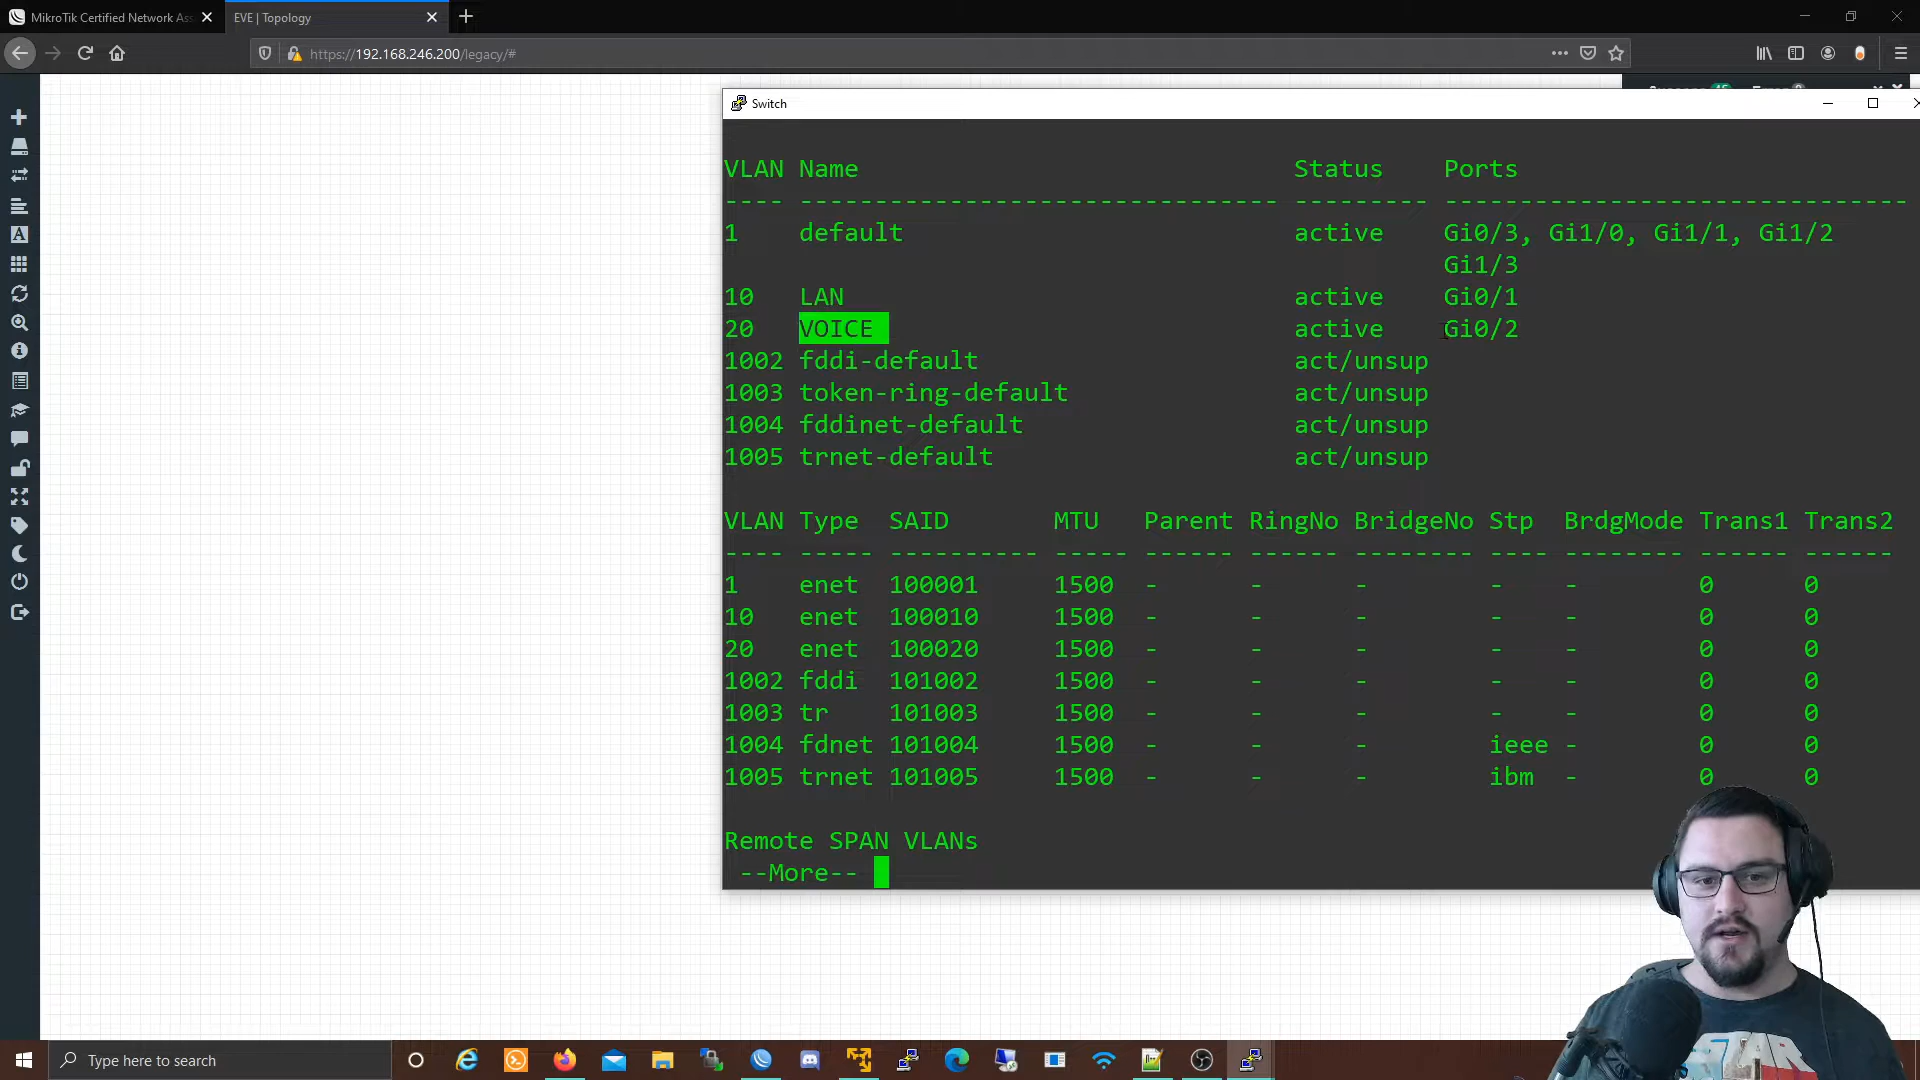 MikroTik Certified Network Ass
EVE | Topology
https://192.168.246.200/legacy/#
Switch
VLAN Name Status Ports
---- -------------------------------- --------- -------------------------------
1 default active Gi0/3, Gi1/0, Gi1/1, Gi1/2
Gi1/3
10 LAN active Gi0/1
20 VOICE active Gi0/2
1002 fddi-default act/unsup
1003 token-ring-default act/unsup
1004 fddinet-default act/unsup
1005 trnet-default act/unsup
VLAN Type SAID MTU Parent RingNo BridgeNo Stp BrdgMode Trans1 Trans2
---- ----- ---------- ----- ------ ------ -------- ---- -------- ------ ------
1 enet 100001 1500 - - - - - 0 0
10 enet 100010 1500 - - - - - 0 0
20 enet 100020 1500 - - - - - 0 0
1002 fddi 101002 1500 - - - - - 0 0
1003 tr 101003 1500 - - - - - 0 0
1004 fdnet 101004 1500 - - - ieee - 0 0
1005 trnet 101005 1500 - - - ibm - 0 0
Remote SPAN VLANs
--More--
Type here to search